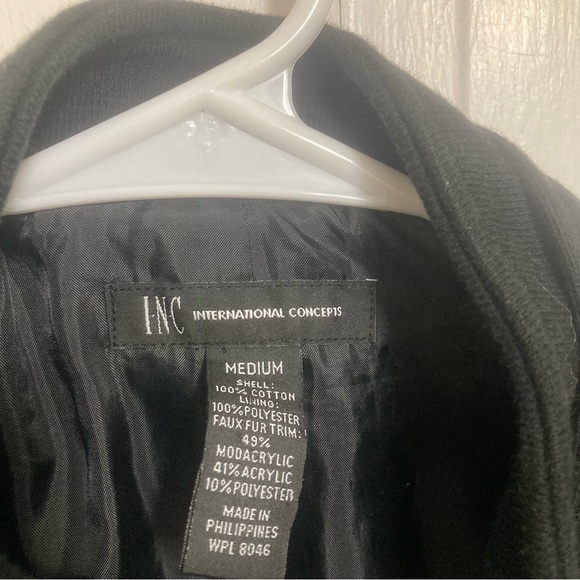 I·N·C INTERNATIONAL CONCEPTS
MEDIUM
SHELL:
100% COTTON
LINING:
100%POLYESTER
FAUX FUR TRIM:
49%
MODACRYLIC
41%ACRYLIC
10%POLYESTER
MADE IN
PHILIPPINES
WPL 8046